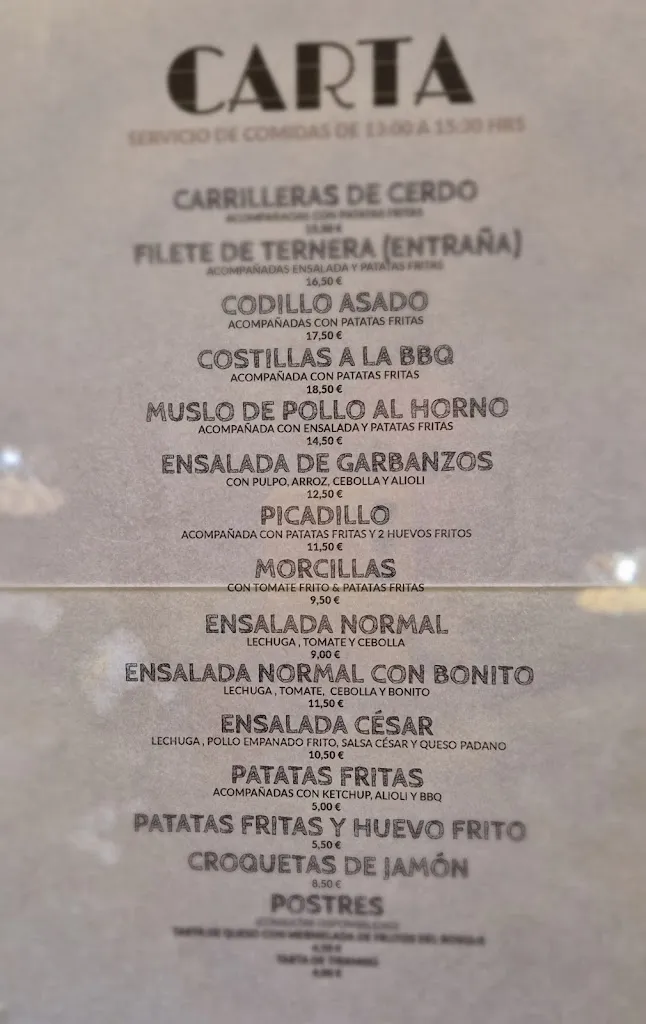 CARTA
SERVICIO DE COMIDAS DE 13:00 A 15:30 HRS
CARRILLERAS DE CERDO
ACOMPAÑADAS CON PATATAS FRITAS
FILETE DE TERNERA (ENTRAÑA)
ACOMPAÑADAS ENSALADA Y PATATAS FRITAS
16,50 €
CODILLO ASADO
ACOMPAÑADAS CON PATATAS FRITAS
17,50 €
COSTILLAS A LA BBQ
ACOMPAÑADA CON PATATAS FRITAS
18,50 €
MUSLO DE POLLO AL HORNO
ACOMPAÑADA CON ENSALADA Y PATATAS FRITAS
14,50 €
ENSALADA DE GARBANZOS
CON PULPO, ARROZ, CEBOLLA Y ALIOLI
12,50 €
PICADILLO
ACOMPAÑADA CON PATATAS FRITAS Y 2 HUEVOS FRITOS
11,50 €
MORCILLAS
CON TOMATE FRITO & PATATAS FRITAS
9,50 €
ENSALADA NORMAL
LECHUGA , TOMATE Y CEBOLLA
9,00 €
ENSALADA NORMAL CON BONITO
LECHUGA , TOMATE, CEBOLLA Y BONITO
11,50 €
ENSALADA CÉSAR
LECHUGA , POLLO EMPANADO FRITO, SALSA CÉSAR Y QUESO PADANO
10,50 €
PATATAS FRITAS
ACOMPAÑADAS CON KETCHUP, ALIOLI Y BBQ
5,00 €
PATATAS FRITAS Y HUEVO FRITO
5,50 €
CROQUETAS DE JAMÓN
8,50 €
POSTRES
TARTA DE QUESO CON MERMELADA DE FRUTOS DEL BOSQUE
TARTA DE TIRAMISÚ